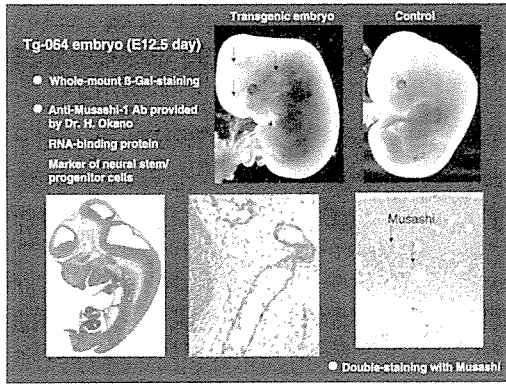 Transgenic embryo
Control
Tg-064 embryo (E12.5 day)
Whole-mount ß-Gal-staining
Anti-Musashi-1 Ab provided
by Dr. H. Okano
RNA-binding protein
Marker of neural stem/
progenitor cells
Musashi
Double-staining with Musashi